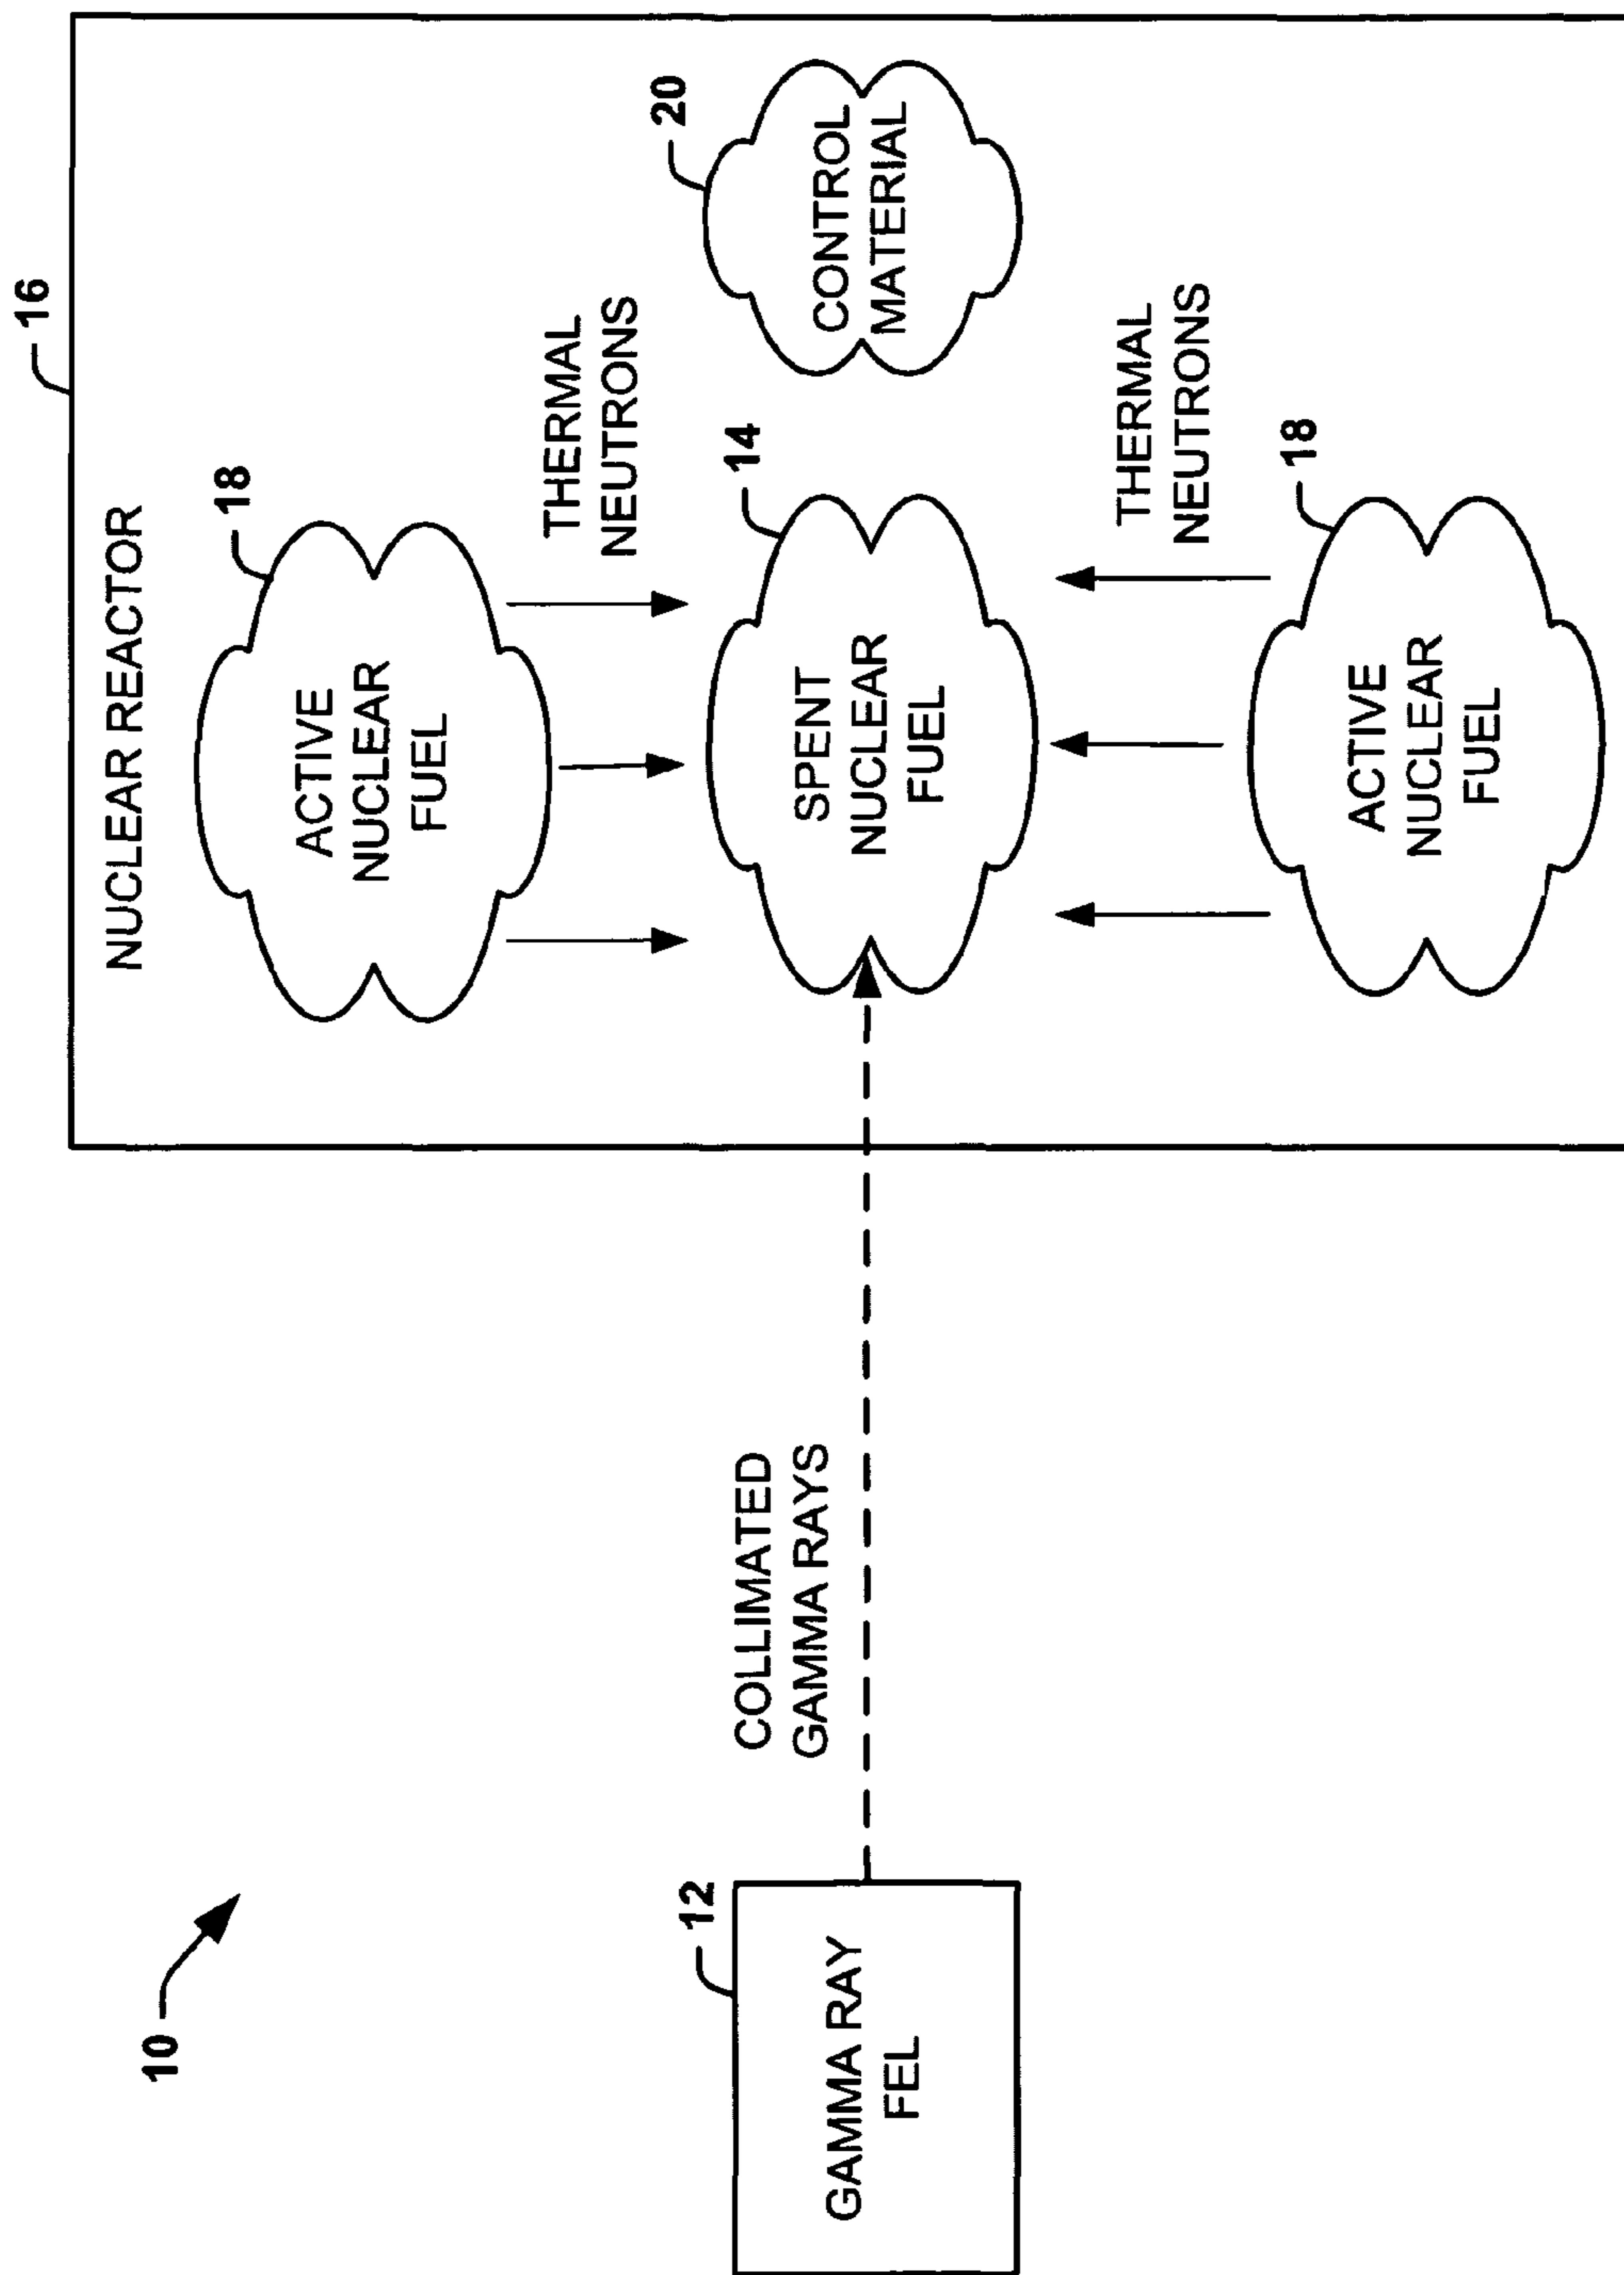 10
16
NUCLEAR REACTOR
18
ACTIVE
NUCLEAR
FUEL
THERMAL
NEUTRONS
20
CONTROL
MATERIAL
12
GAMMA RAY
FEL
COLLIMATED
GAMMA RAYS
14
SPENT
NUCLEAR
FUEL
THERMAL
NEUTRONS
18
ACTIVE
NUCLEAR
FUEL